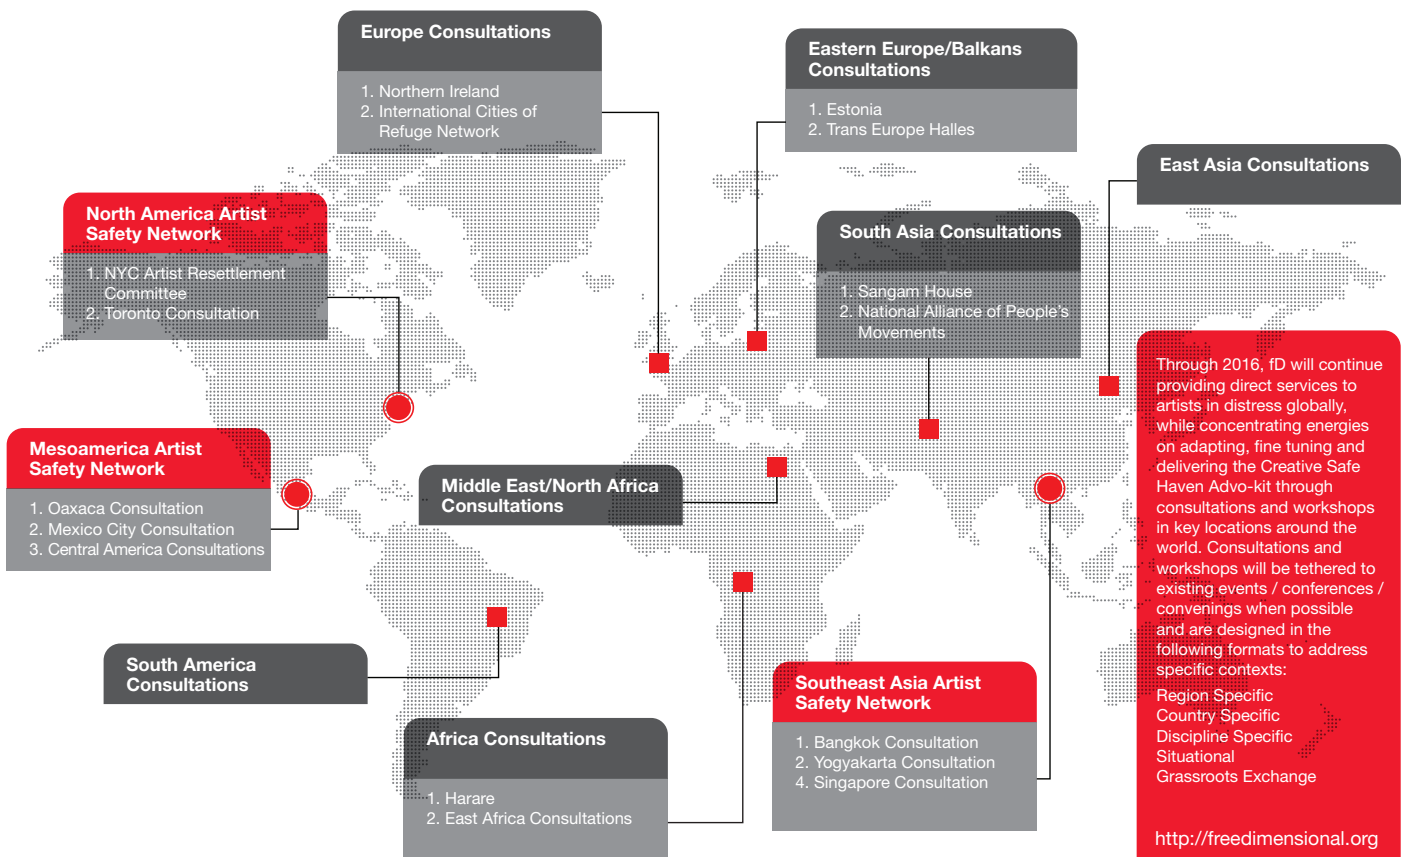 Europe Consultations
1. Northern Ireland
2. International Cities of
Refuge Network
Eastern Europe/Balkans
Consultations
1. Estonia
2. Trans Europe Halles
East Asia Consultations
North America Artist
Safety Network
1. NYC Artist Resettlement
Committee
2. Toronto Consultation
South Asia Consultations
1. Sangam House
2. National Alliance of People's
Movements
Mesoamerica Artist
Safety Network
1. Oaxaca Consultation
2. Mexico City Consultation
3. Central America Consultations
Middle East/North Africa
Consultations
South America
Consultations
Africa Consultations
1. Harare
2. East Africa Consultations
Southeast Asia Artist
Safety Network
1. Bangkok Consultation
2. Yogyakarta Consultation
4. Singapore Consultation
Through 2016, fD will continue
providing direct services to
artists in distress globally,
while concentrating energies
on adapting, fine tuning and
delivering the Creative Safe
Haven Advo-kit through
consultations and workshops
in key locations around the
world. Consultations and
workshops will be tethered to
existing events / conferences /
convenings when possible
and are designed in the
following formats to address
specific contexts:
Region Specific
Country Specific
Discipline Specific
Situational
Grassroots Exchange
http://freedimensional.org